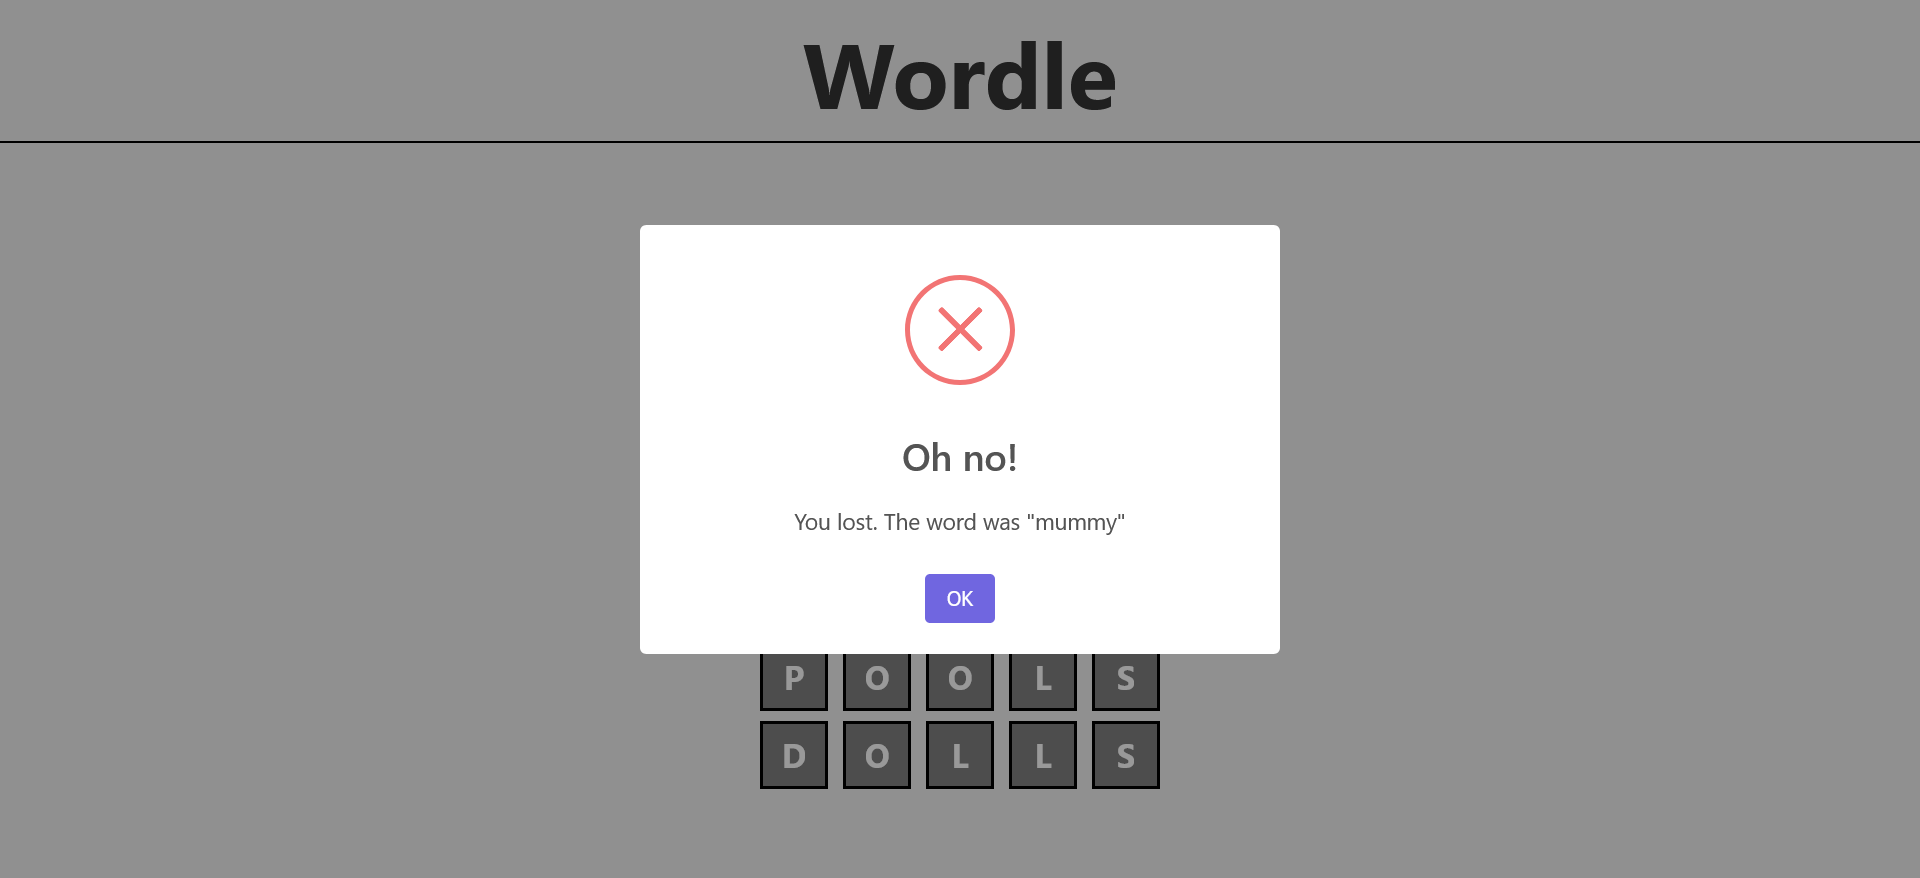 Wordle
Oh no!
You lost. The word was "mummy"
OK
P O O L S
D O L L S